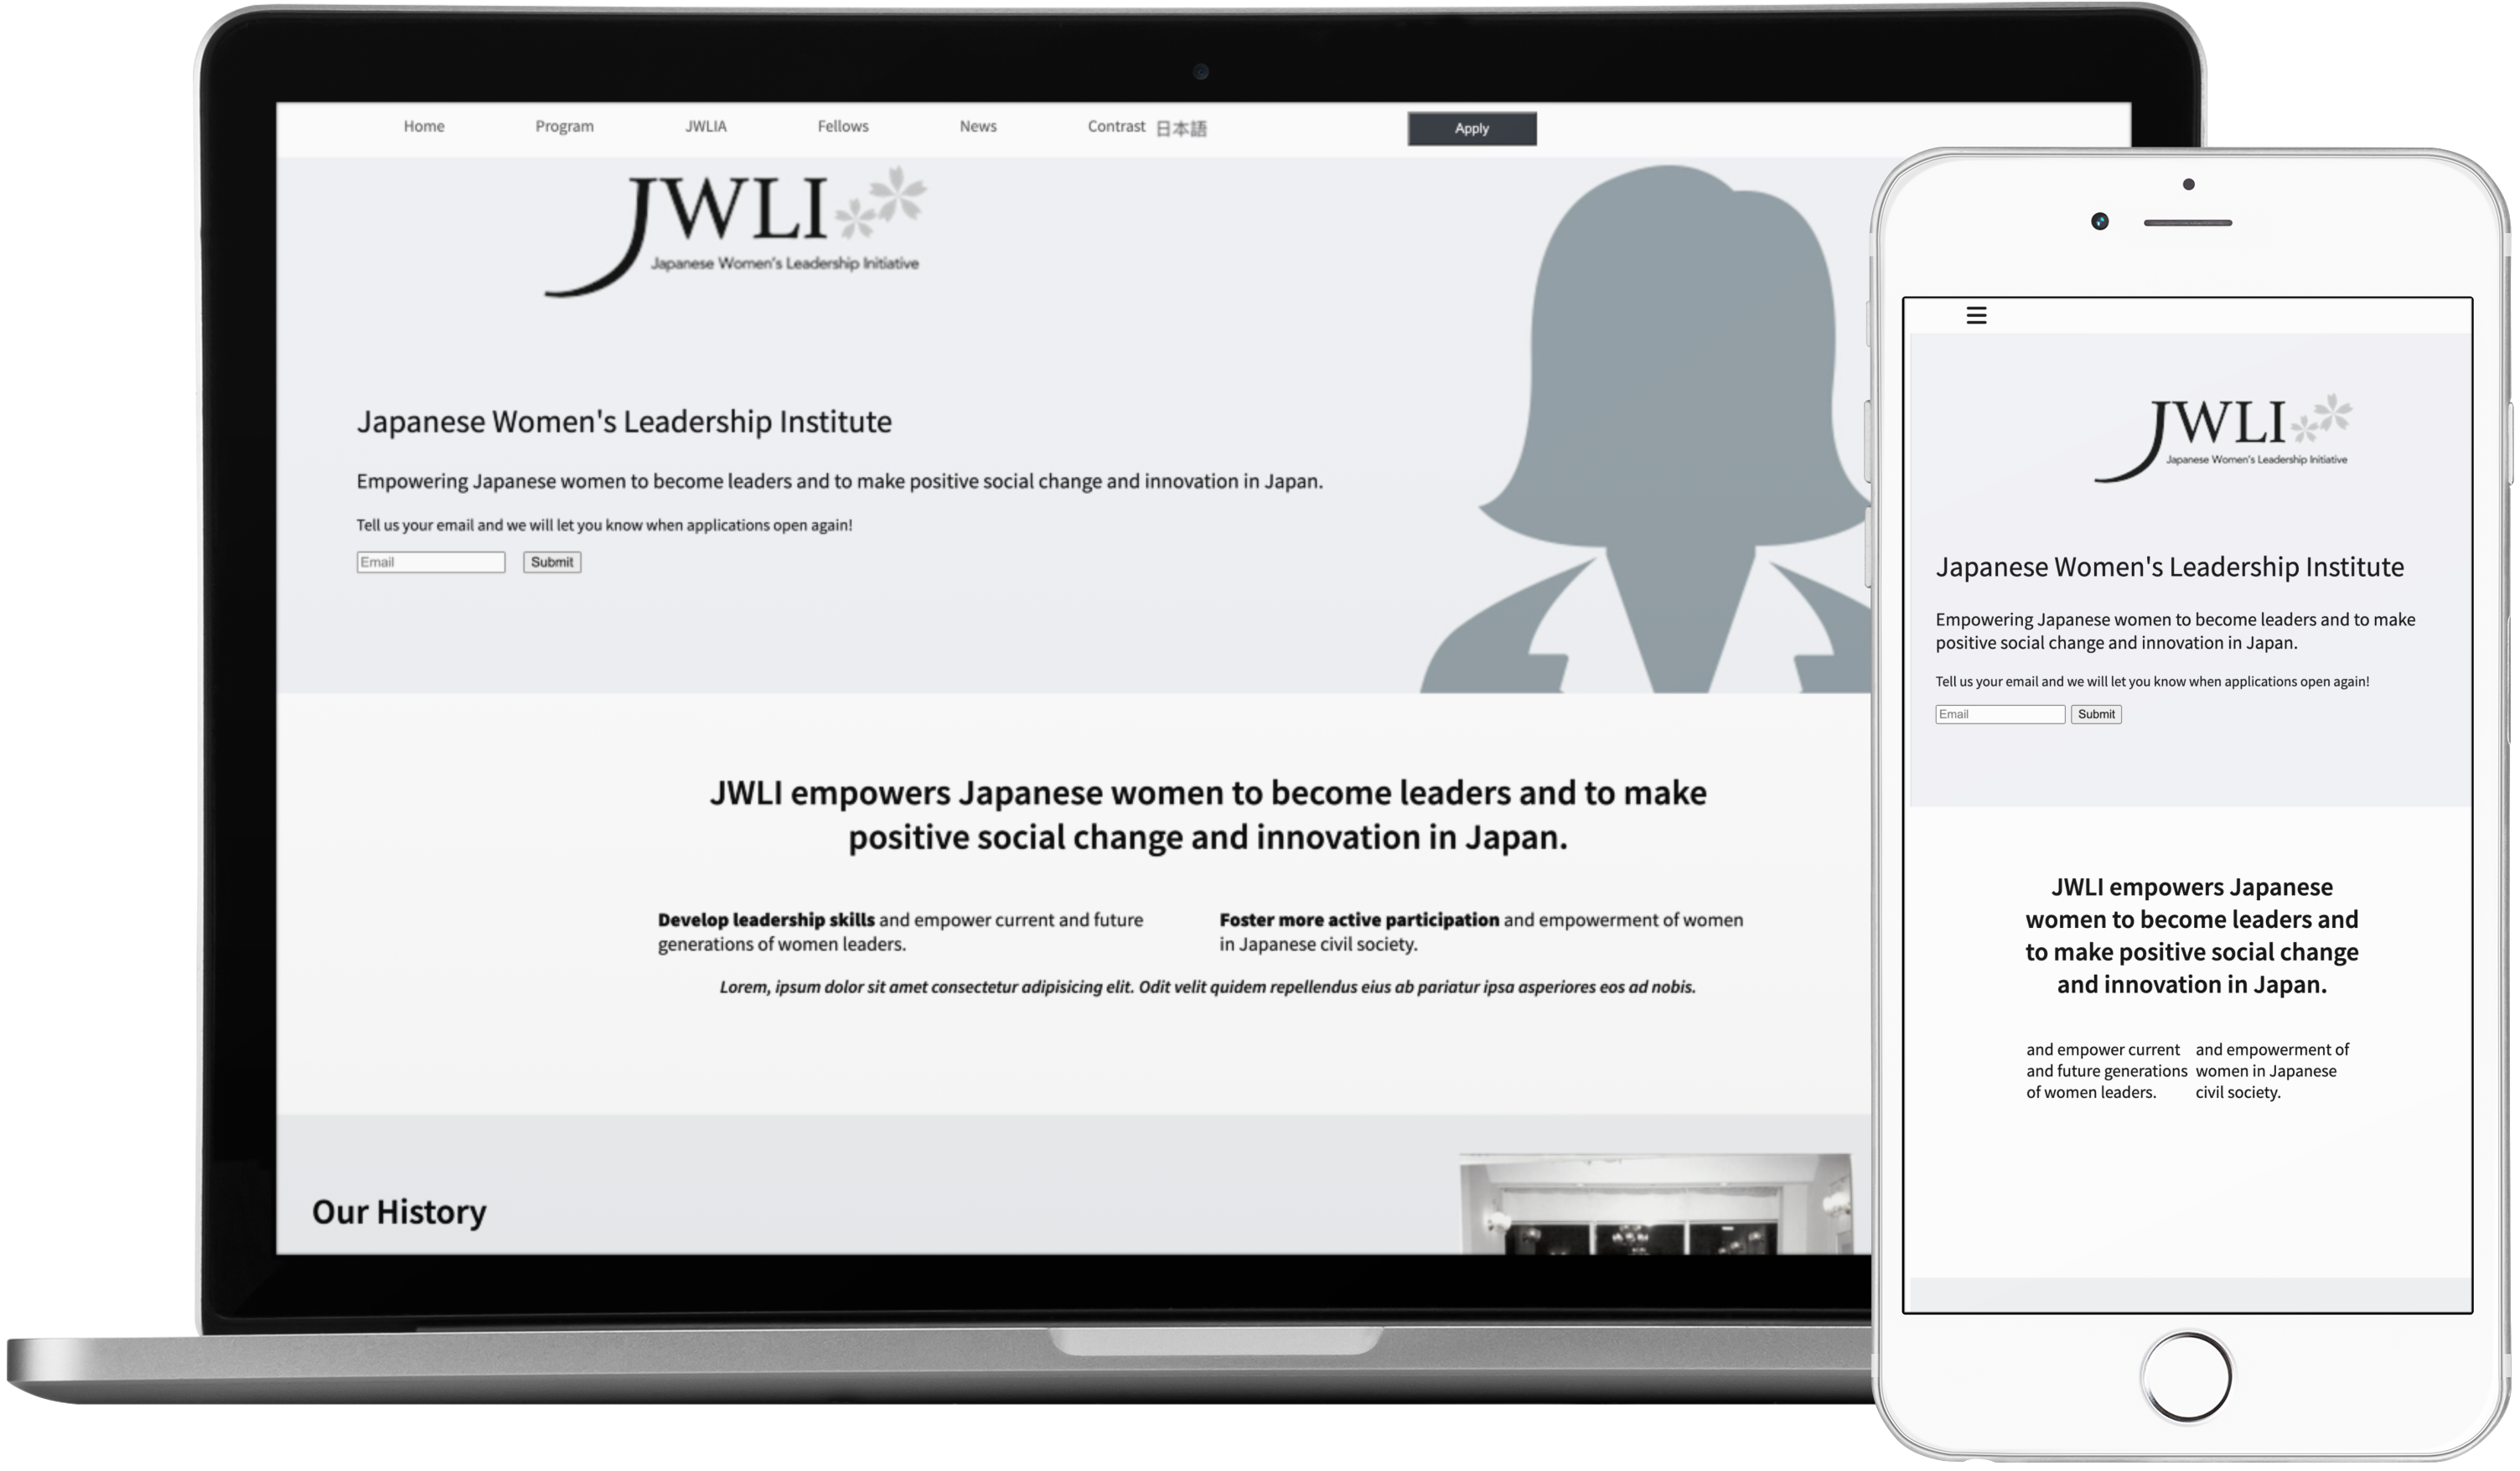 Home Program JWLIA Fellows News Contrast 日本語 Apply
JWLI
Japanese Women's Leadership Initiative
Japanese Women's Leadership Institute
Empowering Japanese women to become leaders and to make positive social change and innovation in Japan.
Tell us your email and we will let you know when applications open again!
Email Submit
JWLI empowers Japanese women to become leaders and to make
positive social change and innovation in Japan.
Develop leadership skills and empower current and future
generations of women leaders.
Foster more active participation and empowerment of women
in Japanese civil society.
Lorem, ipsum dolor sit amet consectetur adipisicing elit. Odit velit quidem repellendus eius ab pariatur ipsa asperiores eos ad nobis.
Our History
JWLI
Japanese Women's Leadership Initiative
Japanese Women's Leadership Institute
Empowering Japanese women to become leaders and to make
positive social change and innovation in Japan.
Tell us your email and we will let you know when applications open again!
Email Submit
JWLI empowers Japanese
women to become leaders and
to make positive social change
and innovation in Japan.
and empower current
and future generations
of women leaders.
and empowerment of
women in Japanese
civil society.